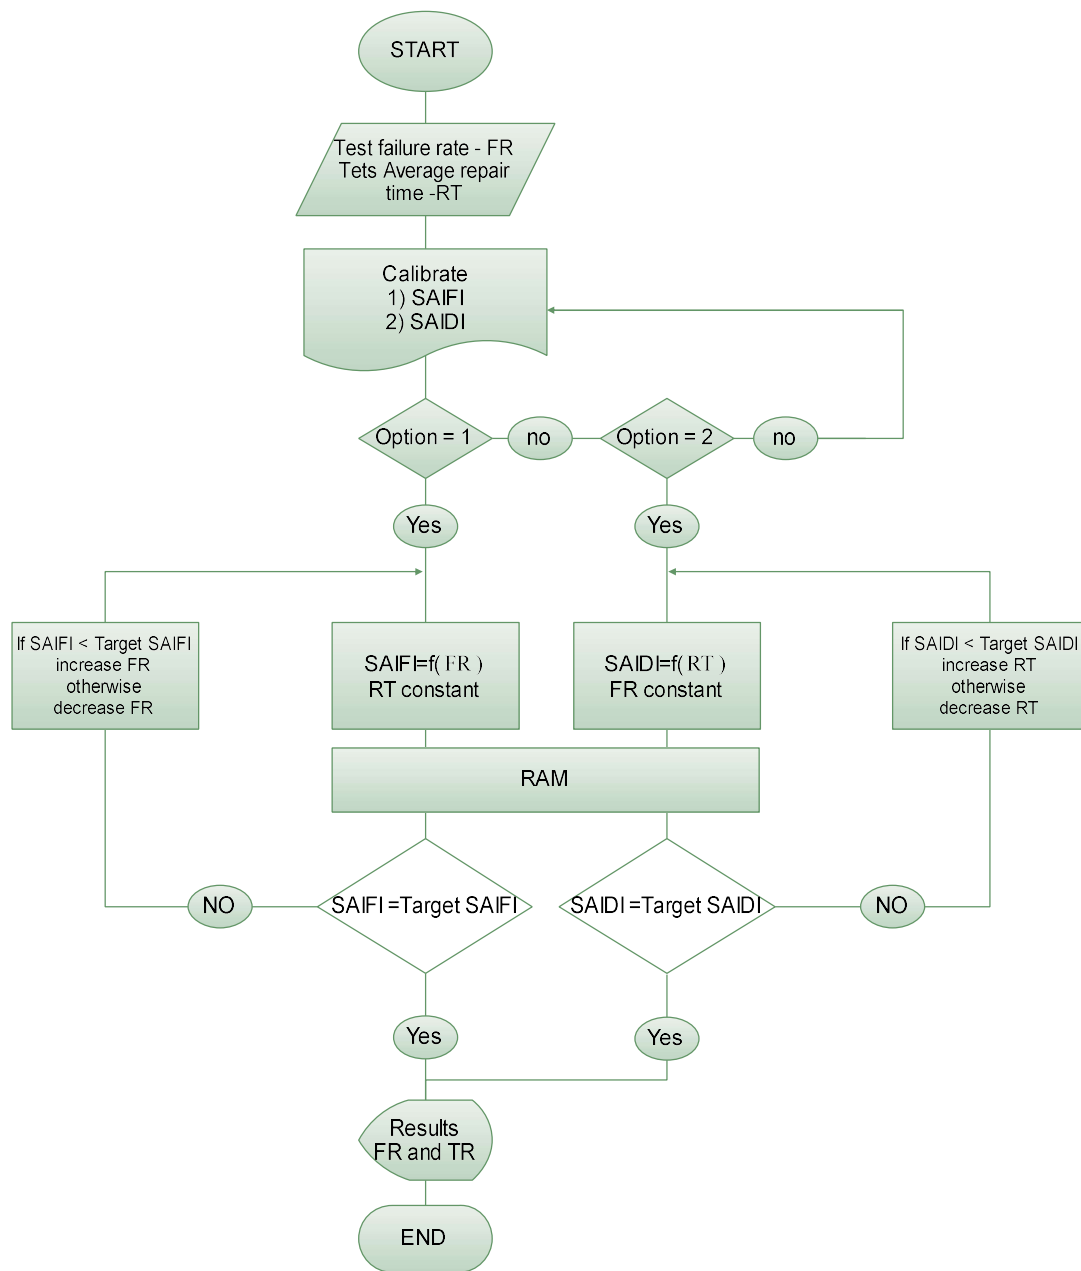 START
Test failure rate - FR
Tets Average repair
time -RT
Calibrate
1) SAIFI
2) SAIDI
Option = 1
no
Option = 2
no
Yes
Yes
If SAIFI < Target SAIFI
increase FR
otherwise
decrease FR
SAIFI=f( FR )
RT constant
SAIDI=f( RT )
FR constant
If SAIDI < Target SAIDI
increase RT
otherwise
decrease RT
RAM
NO
SAIFI =Target SAIFI
SAIDI =Target SAIDI
NO
Yes
Yes
Results
FR and TR
END